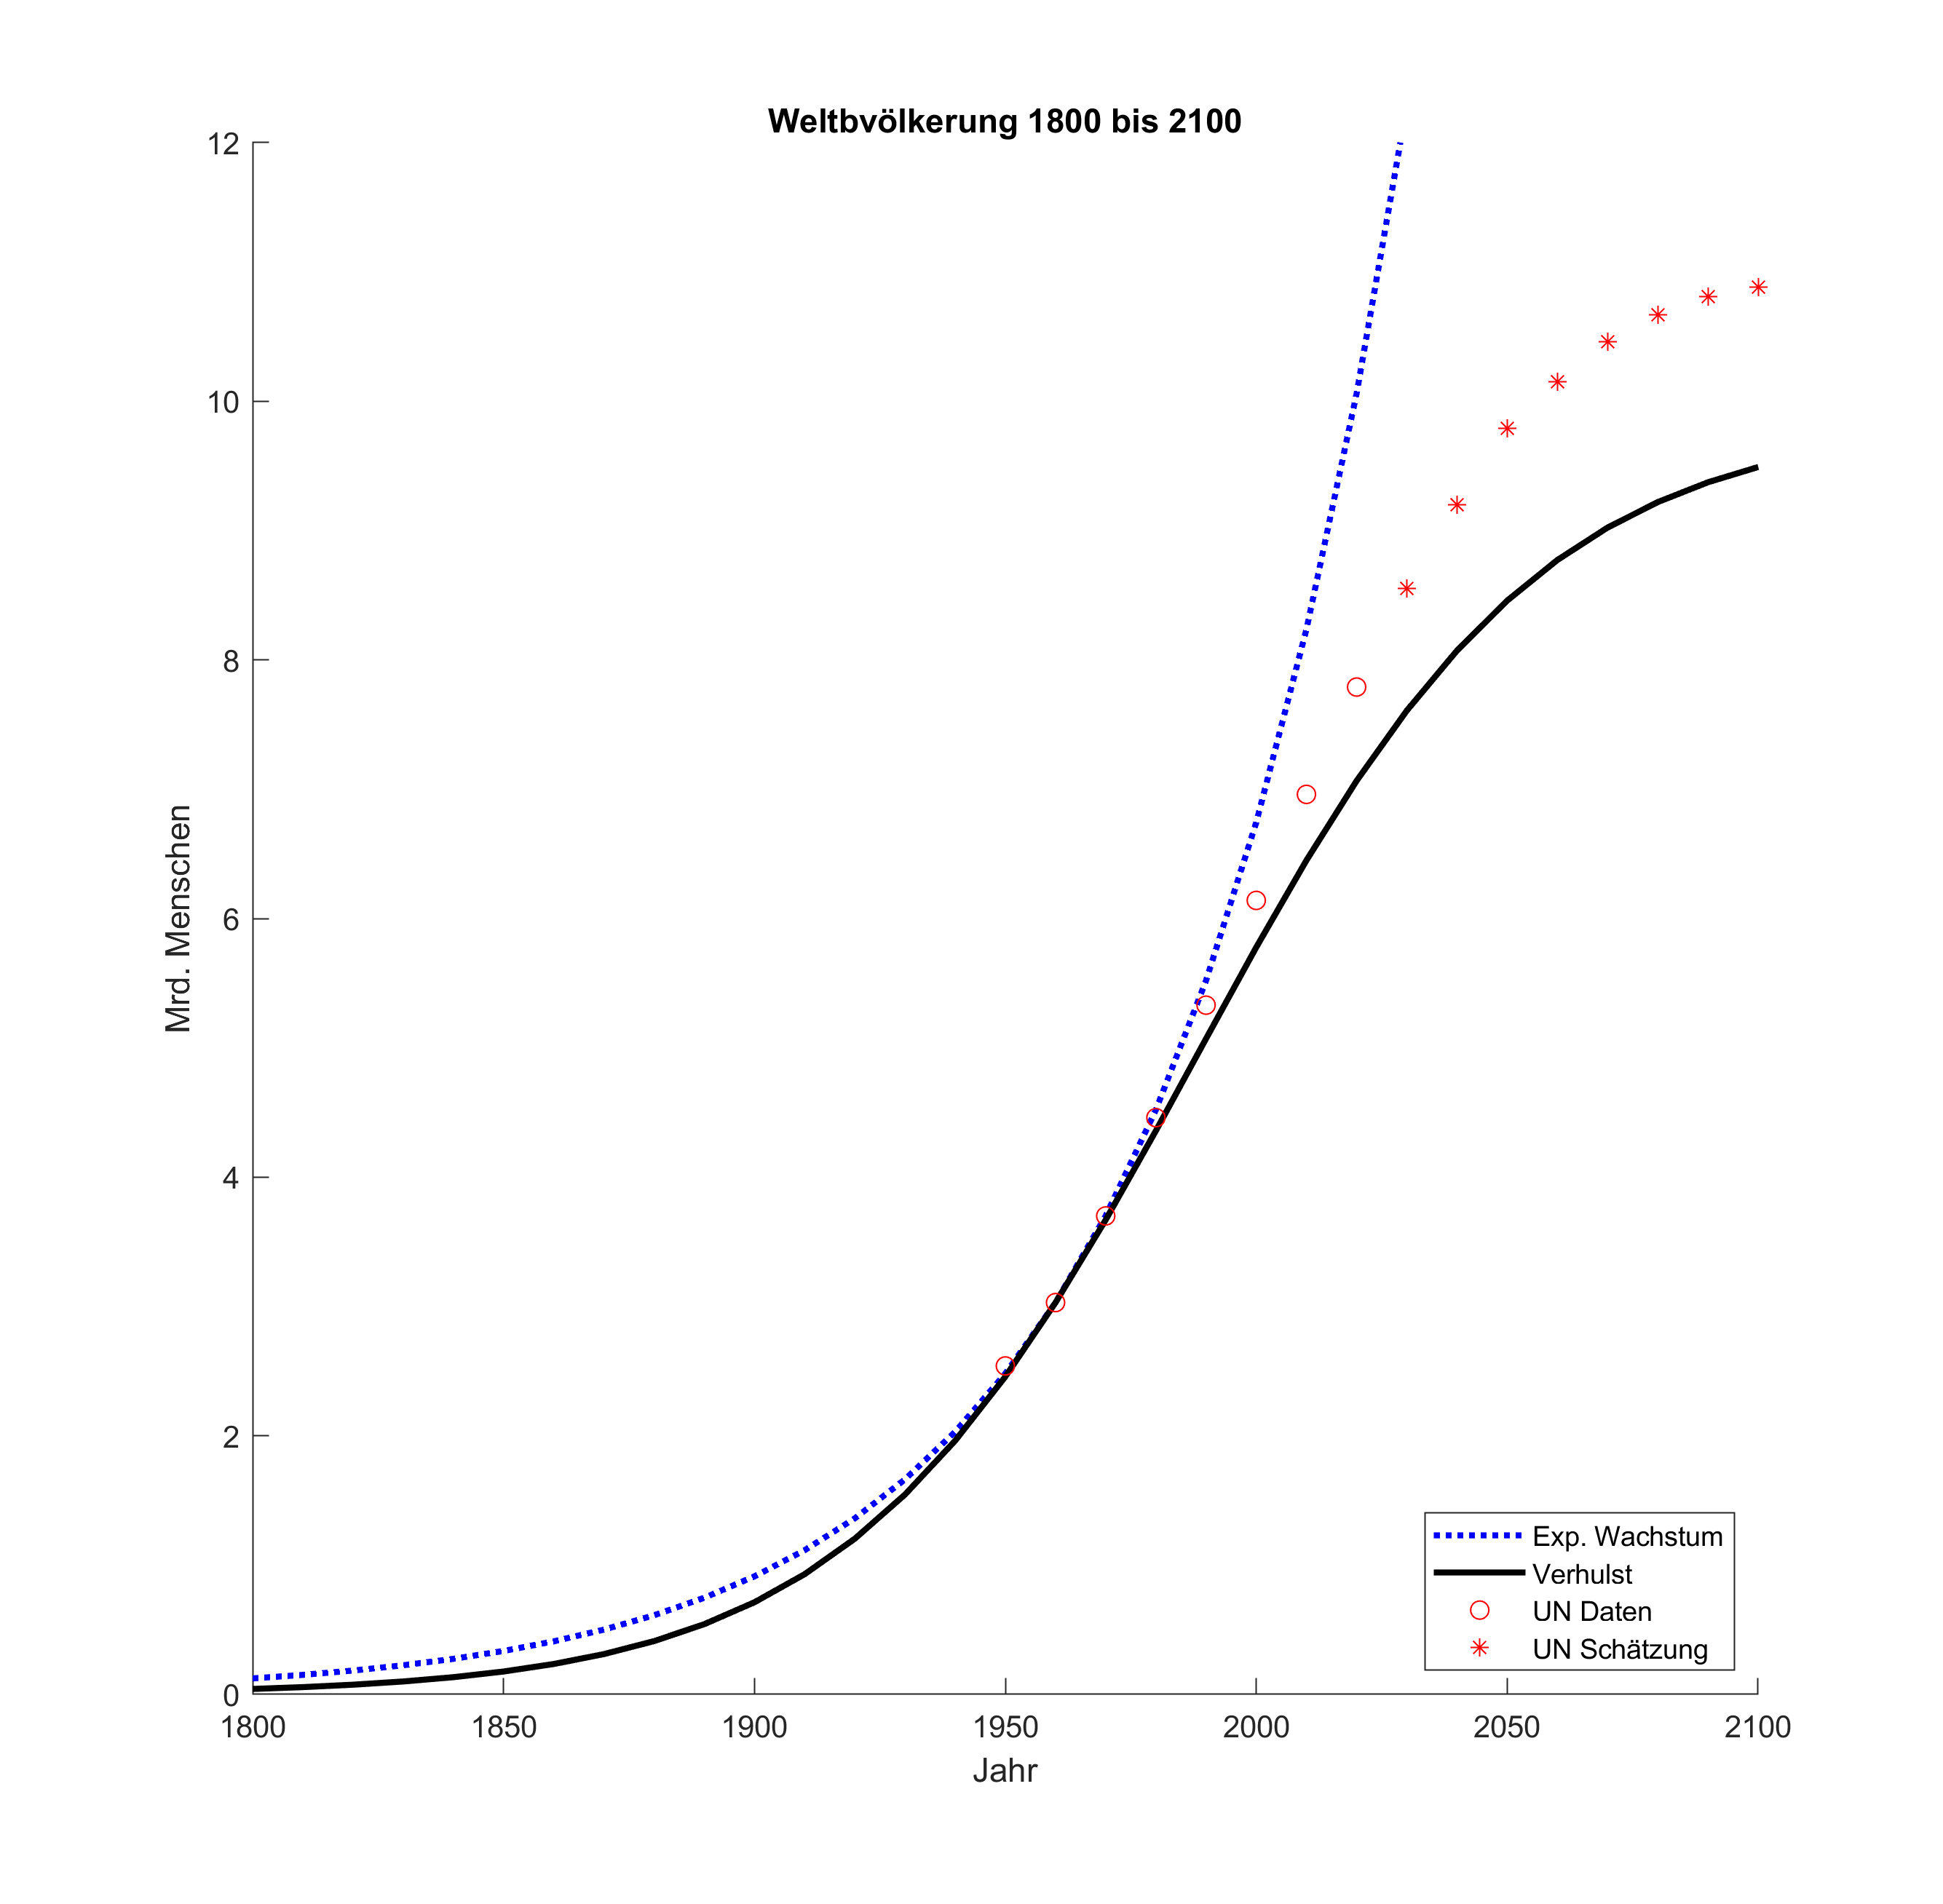 Weltbvölkerung 1800 bis 2100
12
10
8
6
4
2
0
Mrd. Menschen
1800 1850 1900 1950 2000 2050 2100
Jahr
Exp. Wachstum
Verhulst
UN Daten
UN Schätzung